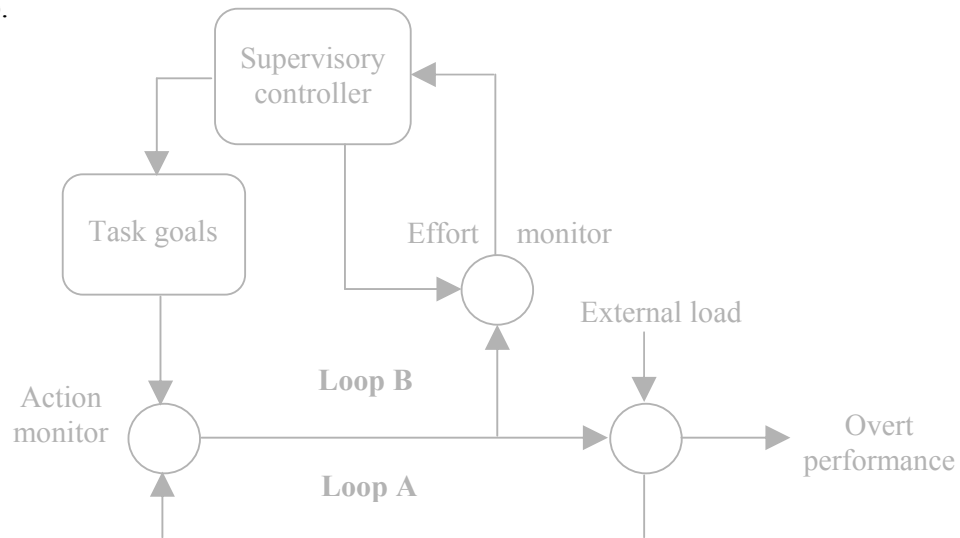 .
Supervisory
controller
Task goals
Effort monitor
External load
Loop B
Action
monitor
Overt
performance
Loop A